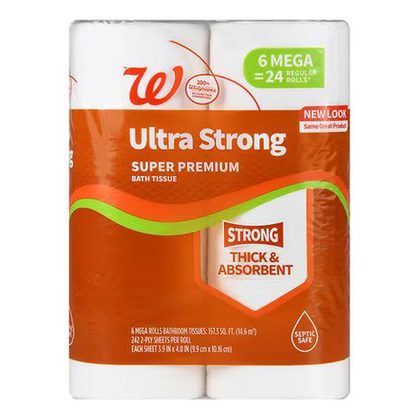 W
100%
Walgreens
6 MEGA
= 24 REGULAR ROLLS*
NEW LOOK
Same Great Product
Ultra Strong
SUPER PREMIUM
BATH TISSUE
STRONG
THICK &
ABSORBENT
6 MEGA ROLLS BATHROOM TISSUES: 157.3 SQ. FT. (14.6 m²)
242 2-PLY SHEETS PER ROLL
EACH SHEET 3.9 IN x 4.0 IN (9.9 cm x 10.16 cm)
SEPTIC
SAFE